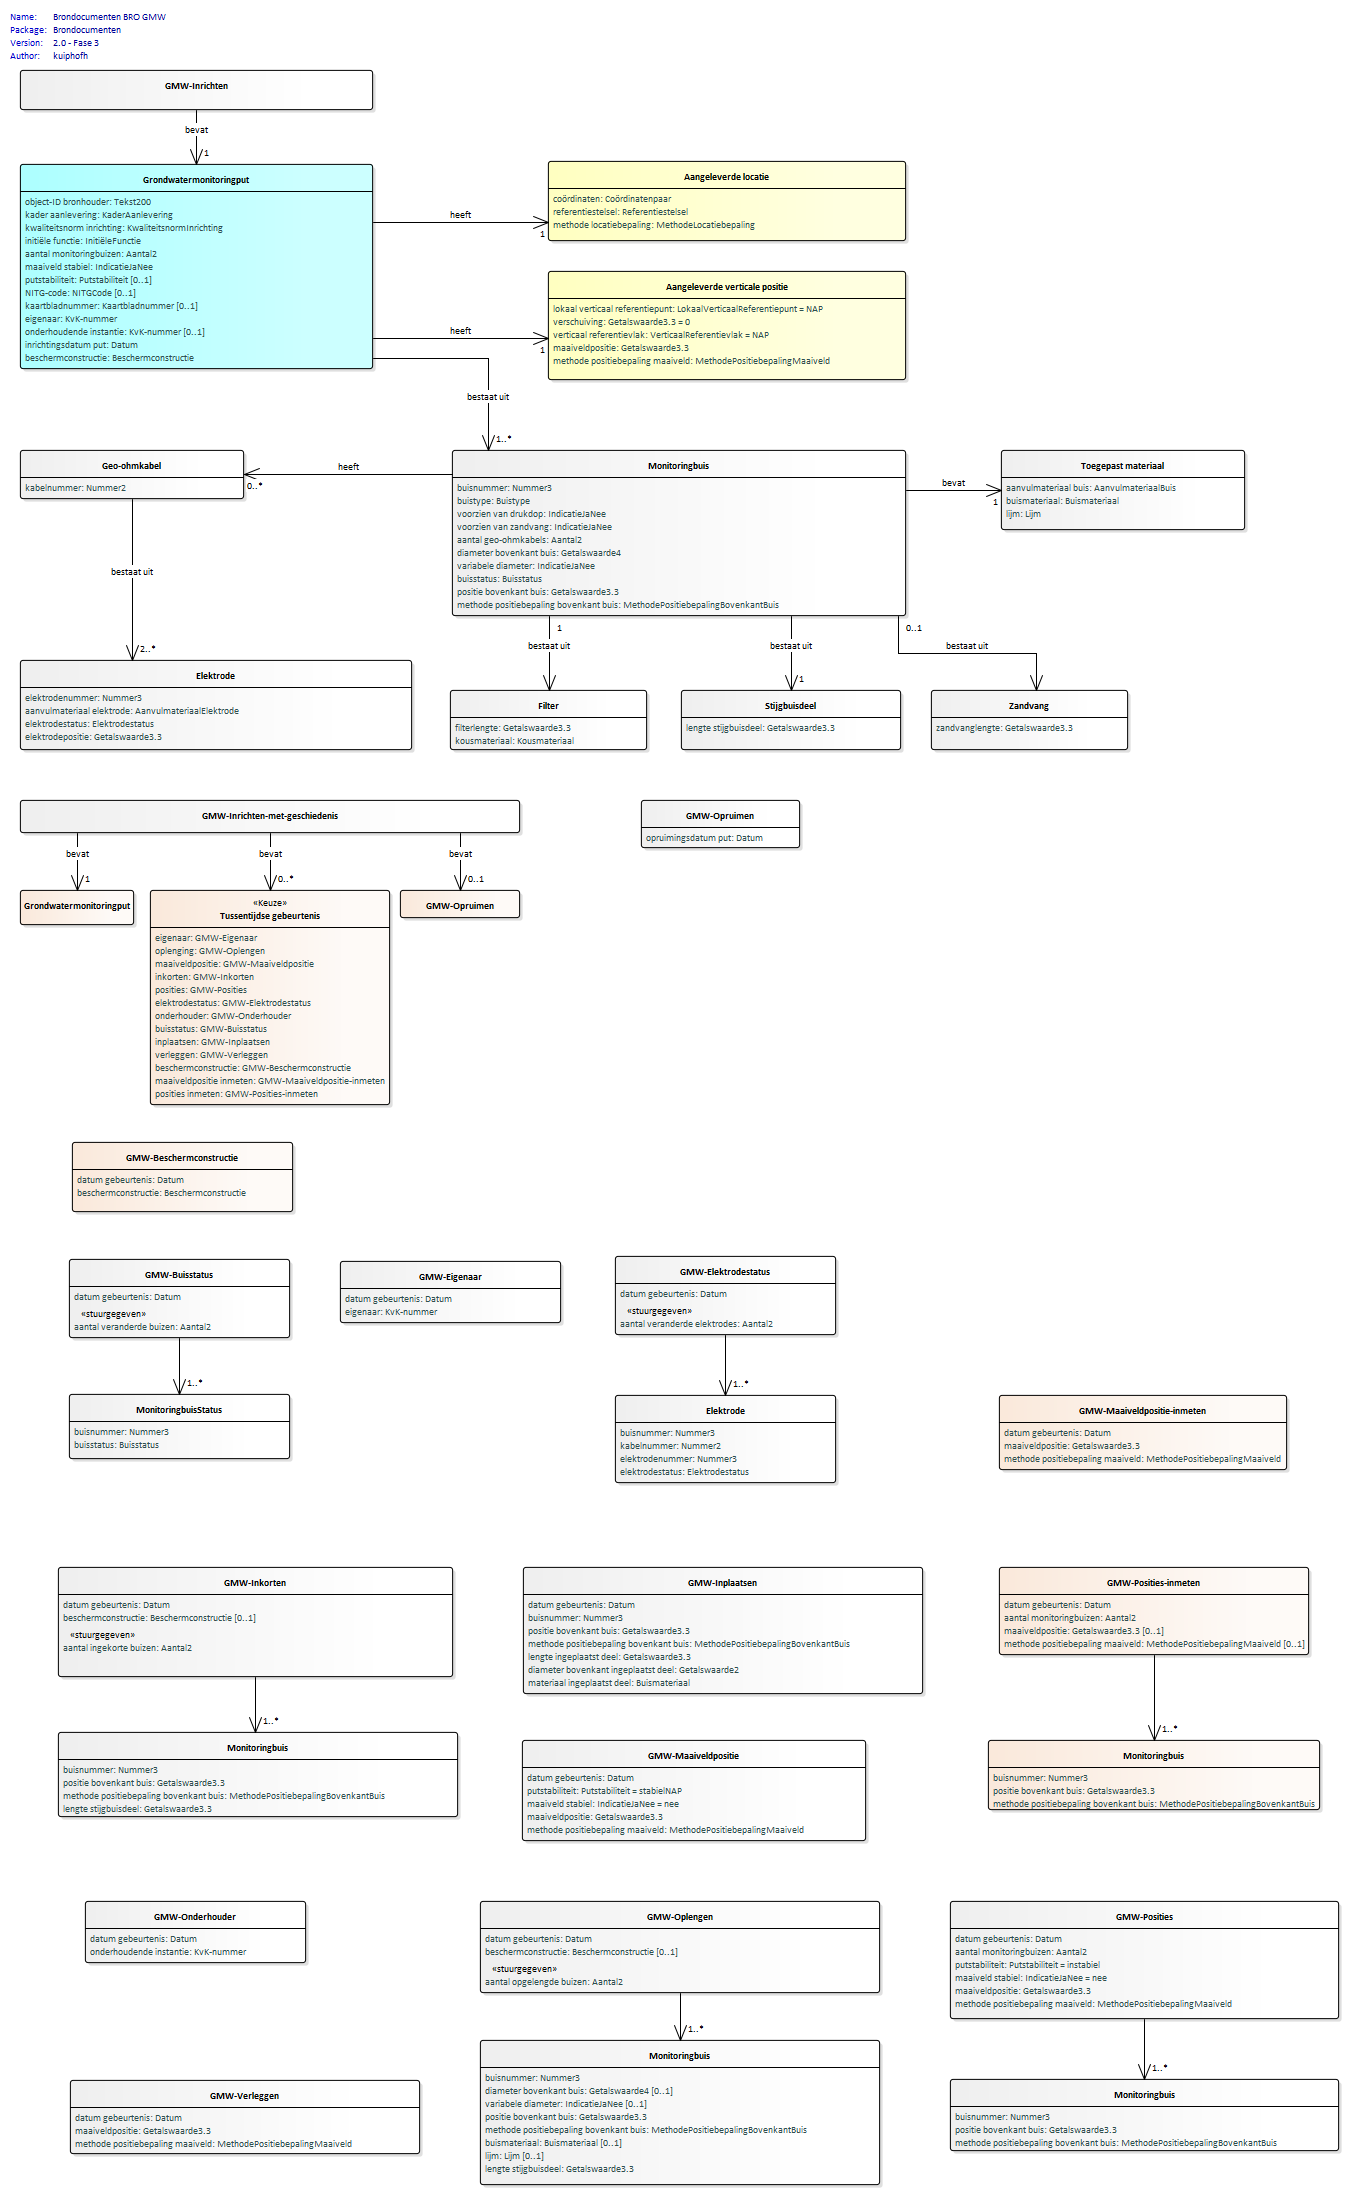 Name: Brondocumenten BRO GMW
Package: Brondocumenten
Version: 2.0 - Fase 3
Author: kuiphofh
GMW-Inrichten
bevat
1
Grondwatermonitoringput
object-ID bronhouder: Tekst200
kader aanlevering: KaderAanlevering
kwaliteitsnorm inrichting: KwaliteitsnormInrichting
initiële functie: InitiëleFunctie
aantal monitoringbuizen: Aantal2
maaiveld stabiel: IndicatieJaNee
putstabiliteit: Putstabiliteit [0..1]
NITG-code: NITGCode [0..1]
kaartbladnummer: Kaartbladnummer [0..1]
eigenaar: KvK-nummer
onderhoudende instantie: KvK-nummer [0..1]
inrichtingsdatum put: Datum
beschermconstructie: Beschermconstructie
heeft
1
Aangeleverde locatie
coördinaten: Coördinatenpaar
referentiestelsel: Referentiestelsel
methode locatiebepaling: MethodeLocatiebepaling
heeft
1
Aangeleverde verticale positie
lokaal verticaal referentiepunt: LokaalVerticaalReferentiepunt = NAP
verschuiving: Getalswaarde3.3 = 0
verticaal referentievlak: VerticaalReferentievlak = NAP
maaiveldpositie: Getalswaarde3.3
methode positiebepaling maaiveld: MethodePositiebepalingMaaiveld
bestaat uit
1..*
Geo-ohmkabel
kabelnummer: Nummer2
heeft
0..*
Monitoringbuis
buisnummer: Nummer3
buistype: Buistype
voorzien van drukdop: IndicatieJaNee
voorzien van zandvang: IndicatieJaNee
aantal geo-ohmkabels: Aantal2
diameter bovenkant buis: Getalswaarde4
variabele diameter: IndicatieJaNee
buisstatus: Buisstatus
positie bovenkant buis: Getalswaarde3.3
methode positiebepaling bovenkant buis: MethodePositiebepalingBovenkantBuis
bevat
1
Toegepast materiaal
aanvulmateriaal buis: AanvulmateriaalBuis
buismateriaal: Buismateriaal
lijm: Lijm
bestaat uit
2..*
Elektrode
elektrodenummer: Nummer3
aanvulmateriaal elektrode: AanvulmateriaalElektrode
elektrodestatus: Elektrodestatus
elektrodepositie: Getalswaarde3.3
1
bestaat uit
Filter
filterlengte: Getalswaarde3.3
kousmateriaal: Kousmateriaal
bestaat uit
1
Stijgbuisdeel
lengte stijgbuisdeel: Getalswaarde3.3
0..1
bestaat uit
Zandvang
zandvanglengte: Getalswaarde3.3
GMW-Inrichten-met-geschiedenis
bevat
1
bevat
0..*
bevat
0..1
GMW-Opruimen
opruimingsdatum put: Datum
Grondwatermonitoringput
«Keuze»
Tussentijdse gebeurtenis
eigenaar: GMW-Eigenaar
oplenging: GMW-Oplengen
maaiveldpositie: GMW-Maaiveldpositie
inkorten: GMW-Inkorten
posities: GMW-Posities
elektrodestatus: GMW-Elektrodestatus
onderhouder: GMW-Onderhouder
buisstatus: GMW-Buisstatus
inplaatsen: GMW-Inplaatsen
verleggen: GMW-Verleggen
beschermconstructie: GMW-Beschermconstructie
maaiveldpositie inmeten: GMW-Maaiveldpositie-inmeten
posities inmeten: GMW-Posities-inmeten
GMW-Opruimen
GMW-Beschermconstructie
datum gebeurtenis: Datum
beschermconstructie: Beschermconstructie
GMW-Buisstatus
datum gebeurtenis: Datum
«stuurgegeven»
aantal veranderde buizen: Aantal2
1..*
MonitoringbuisStatus
buisnummer: Nummer3
buisstatus: Buisstatus
GMW-Eigenaar
datum gebeurtenis: Datum
eigenaar: KvK-nummer
GMW-Elektrodestatus
datum gebeurtenis: Datum
«stuurgegeven»
aantal veranderde elektrodes: Aantal2
1..*
Elektrode
buisnummer: Nummer3
kabelnummer: Nummer2
elektrodenummer: Nummer3
elektrodestatus: Elektrodestatus
GMW-Maaiveldpositie-inmeten
datum gebeurtenis: Datum
maaiveldpositie: Getalswaarde3.3
methode positiebepaling maaiveld: MethodePositiebepalingMaaiveld
GMW-Inkorten
datum gebeurtenis: Datum
beschermconstructie: Beschermconstructie [0..1]
«stuurgegeven»
aantal ingekorte buizen: Aantal2
1..*
Monitoringbuis
buisnummer: Nummer3
positie bovenkant buis: Getalswaarde3.3
methode positiebepaling bovenkant buis: MethodePositiebepalingBovenkantBuis
lengte stijgbuisdeel: Getalswaarde3.3
GMW-Inplaatsen
datum gebeurtenis: Datum
buisnummer: Nummer3
positie bovenkant buis: Getalswaarde3.3
methode positiebepaling bovenkant buis: MethodePositiebepalingBovenkantBuis
lengte ingeplaatst deel: Getalswaarde3.3
diameter bovenkant ingeplaatst deel: Getalswaarde2
materiaal ingeplaatst deel: Buismateriaal
GMW-Posities-inmeten
datum gebeurtenis: Datum
aantal monitoringbuizen: Aantal2
maaiveldpositie: Getalswaarde3.3 [0..1]
methode positiebepaling maaiveld: MethodePositiebepalingMaaiveld [0..1]
1..*
Monitoringbuis
buisnummer: Nummer3
positie bovenkant buis: Getalswaarde3.3
methode positiebepaling bovenkant buis: MethodePositiebepalingBovenkantBuis
GMW-Maaiveldpositie
datum gebeurtenis: Datum
putstabiliteit: Putstabiliteit = stabielNAP
maaiveld stabiel: IndicatieJaNee = nee
maaiveldpositie: Getalswaarde3.3
methode positiebepaling maaiveld: MethodePositiebepalingMaaiveld
GMW-Onderhouder
datum gebeurtenis: Datum
onderhoudende instantie: KvK-nummer
GMW-Oplengen
datum gebeurtenis: Datum
beschermconstructie: Beschermconstructie [0..1]
«stuurgegeven»
aantal opgelengde buizen: Aantal2
1..*
Monitoringbuis
buisnummer: Nummer3
diameter bovenkant buis: Getalswaarde4 [0..1]
variabele diameter: IndicatieJaNee [0..1]
positie bovenkant buis: Getalswaarde3.3
methode positiebepaling bovenkant buis: MethodePositiebepalingBovenkantBuis
buismateriaal: Buismateriaal [0..1]
lijm: Lijm [0..1]
lengte stijgbuisdeel: Getalswaarde3.3
GMW-Posities
datum gebeurtenis: Datum
aantal monitoringbuizen: Aantal2
putstabiliteit: Putstabiliteit = instabiel
maaiveld stabiel: IndicatieJaNee = nee
maaiveldpositie: Getalswaarde3.3
methode positiebepaling maaiveld: MethodePositiebepalingMaaiveld
1..*
Monitoringbuis
buisnummer: Nummer3
positie bovenkant buis: Getalswaarde3.3
methode positiebepaling bovenkant buis: MethodePositiebepalingBovenkantBuis
GMW-Verleggen
datum gebeurtenis: Datum
maaiveldpositie: Getalswaarde3.3
methode positiebepaling maaiveld: MethodePositiebepalingMaaiveld